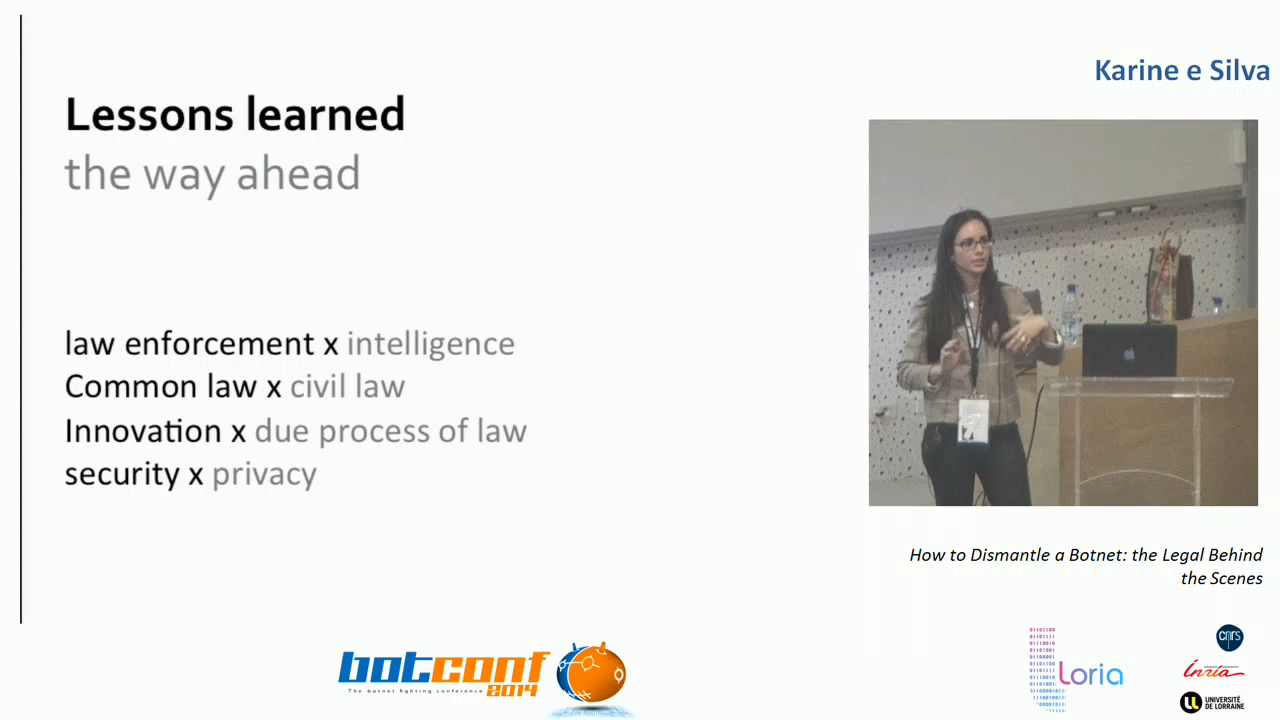 Karine e Silva
Lessons learned
the way ahead
law enforcement x intelligence
Common law x civil law
Innovation x due process of law
security x privacy
How to Dismantle a Botnet: the Legal Behind
the Scenes
botconf
2014
The botnet fighting conference
Loria
cnrs
Inria
UNIVERSITÉ
DE LORRAINE